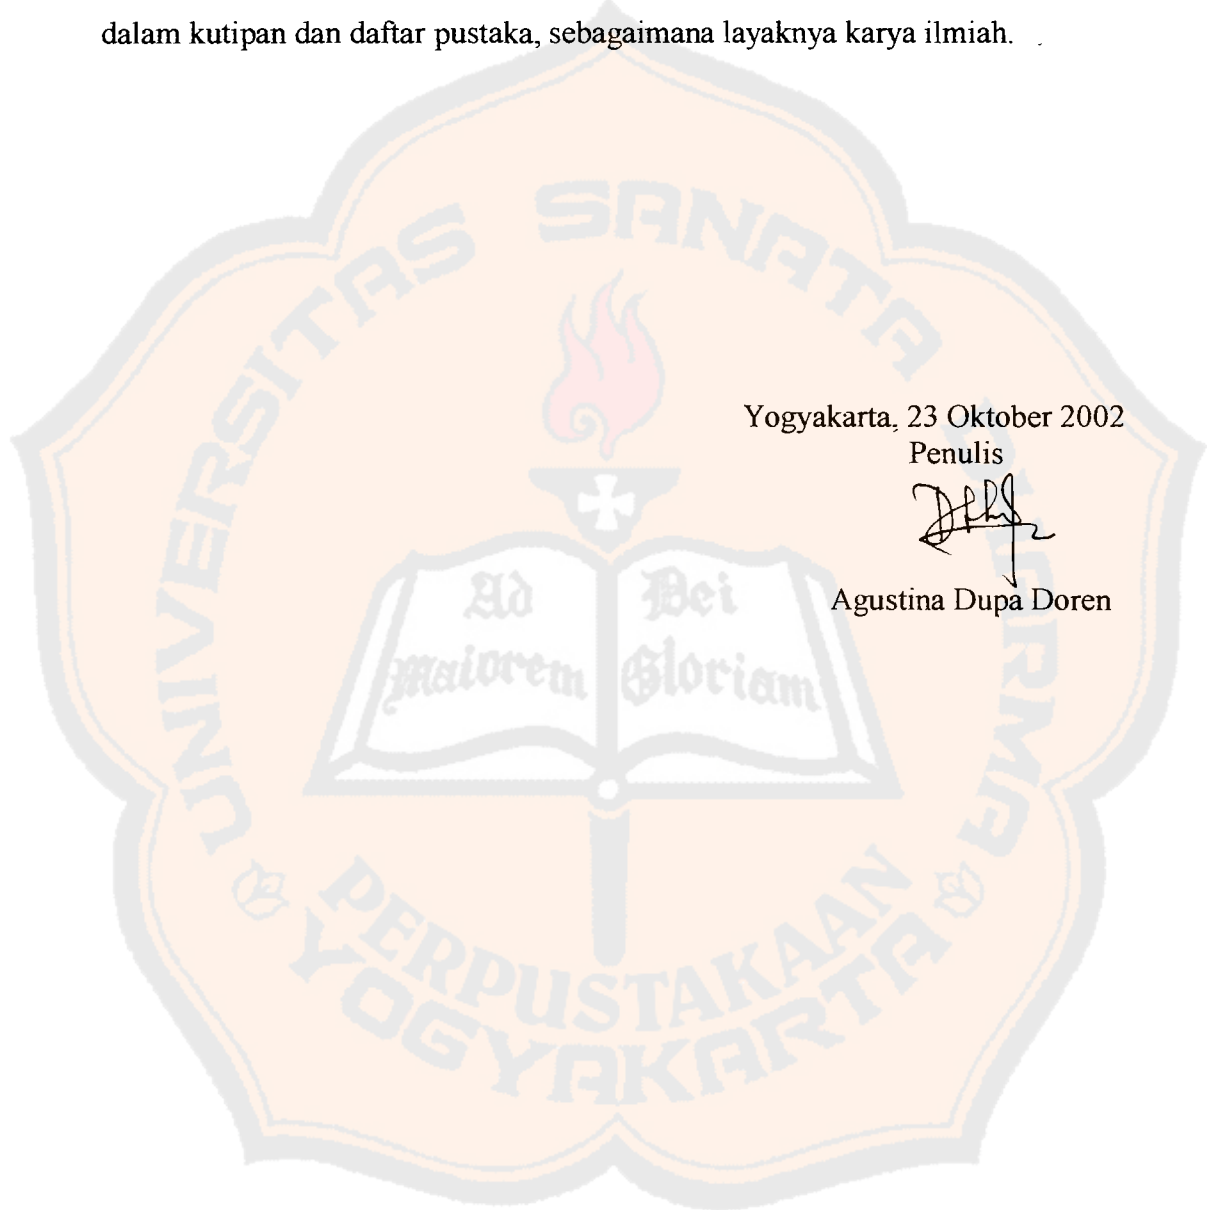 dalam kutipan dan daftar pustaka, sebagaimana layaknya karya ilmiah.
UNIVERSITAS SANATA DHARMA
Yogyakarta, 23 Oktober 2002
Penulis
Agustina Dupa Doren
Ad Dei
maiorem Gloriam
PERPUSTAKAAN
YOGYAKARTA